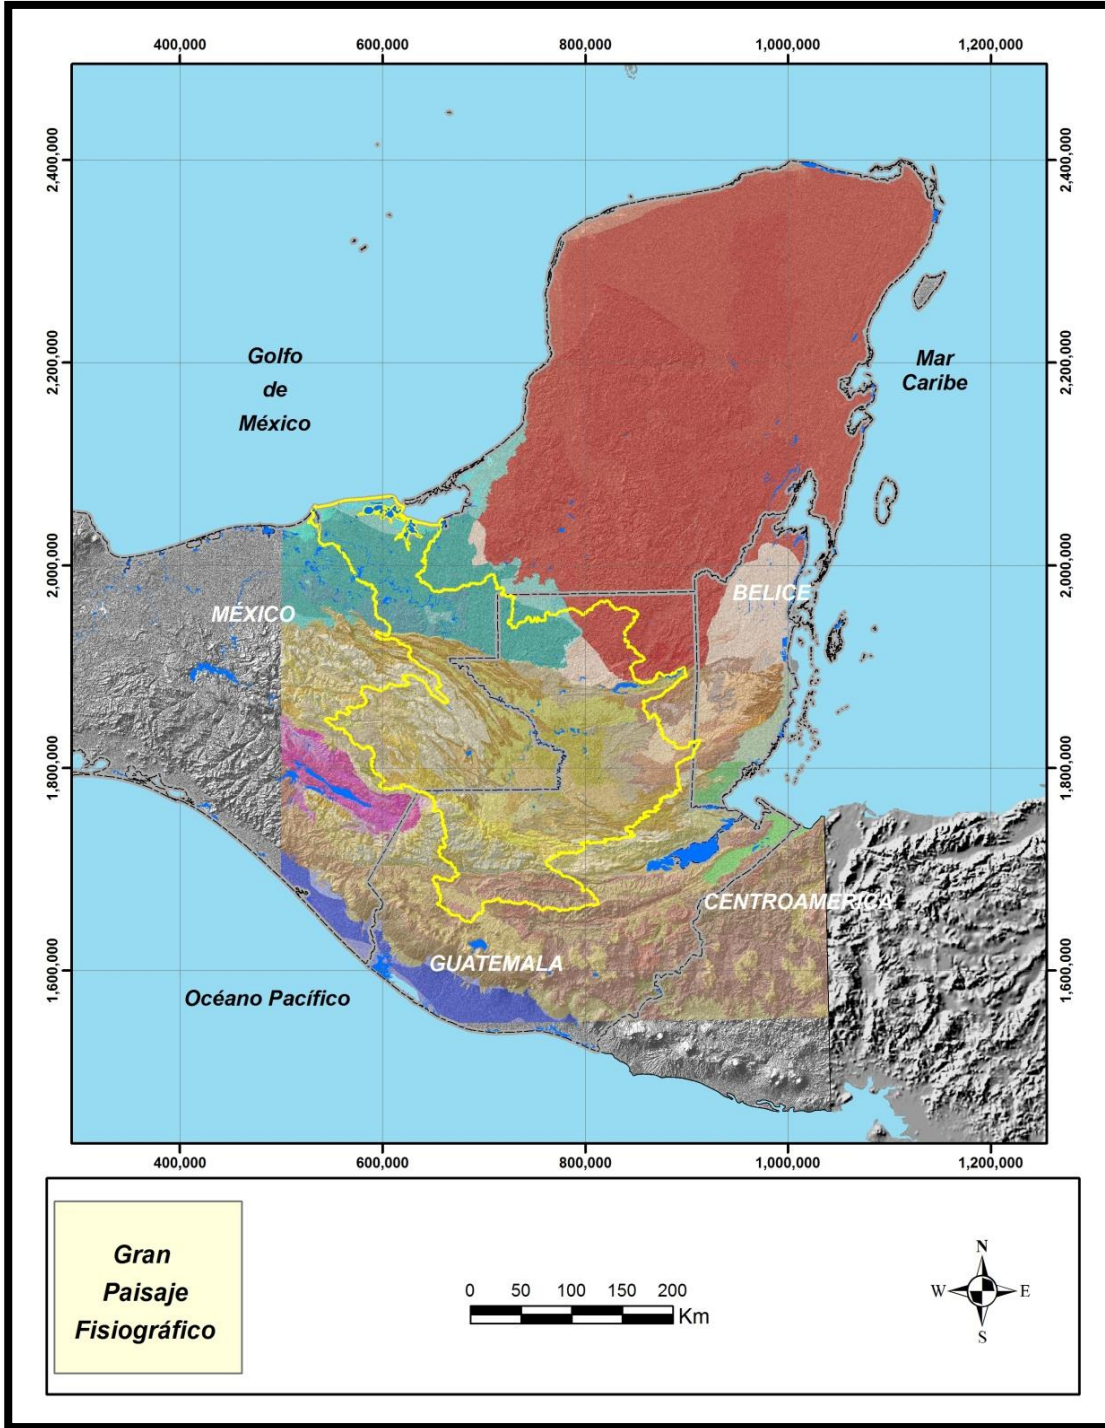 400,000 600,000 800,000 1,000,000 1,200,000
2,400,000 2,400,000
2,200,000 2,200,000
Golfo
de
México
Mar
Caribe
2,000,000 2,000,000
BELICE
MÉXICO
1,800,000 1,800,000
CENTROAMERICA
GUATEMALA
1,600,000 1,600,000
Océano Pacífico
400,000 600,000 800,000 1,000,000 1,200,000
Gran
Paisaje
Fisiográfico
0 50 100 150 200
Km
N
W E
S